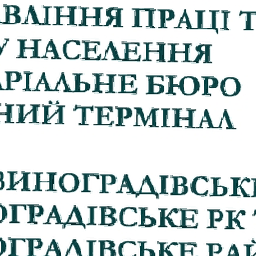 АВЛІННЯ ПРАЦІ Т
У НАСЕЛЕННЯ
АРІАЛЬНЕ БЮРО
НИЙ ТЕРМІНАЛ
ВИНОГРАДІВСЬК
ОГРАДІВСЬКЕ РК
ОГРАДІВСЬКЕ РАЙ